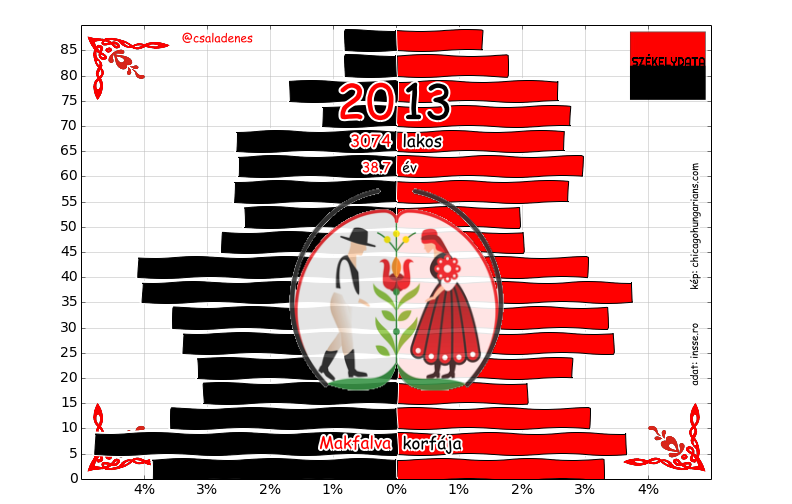 @csaladenes
SZÉKELYDATA
2013
3074 lakos
38.7 év
kép: chicagohungarians.com
adat: insse.ro
Makfalva korfája
85
80
75
70
65
60
55
50
45
40
35
30
25
20
15
10
5
0
4% 3% 2% 1% 0% 1% 2% 3% 4%